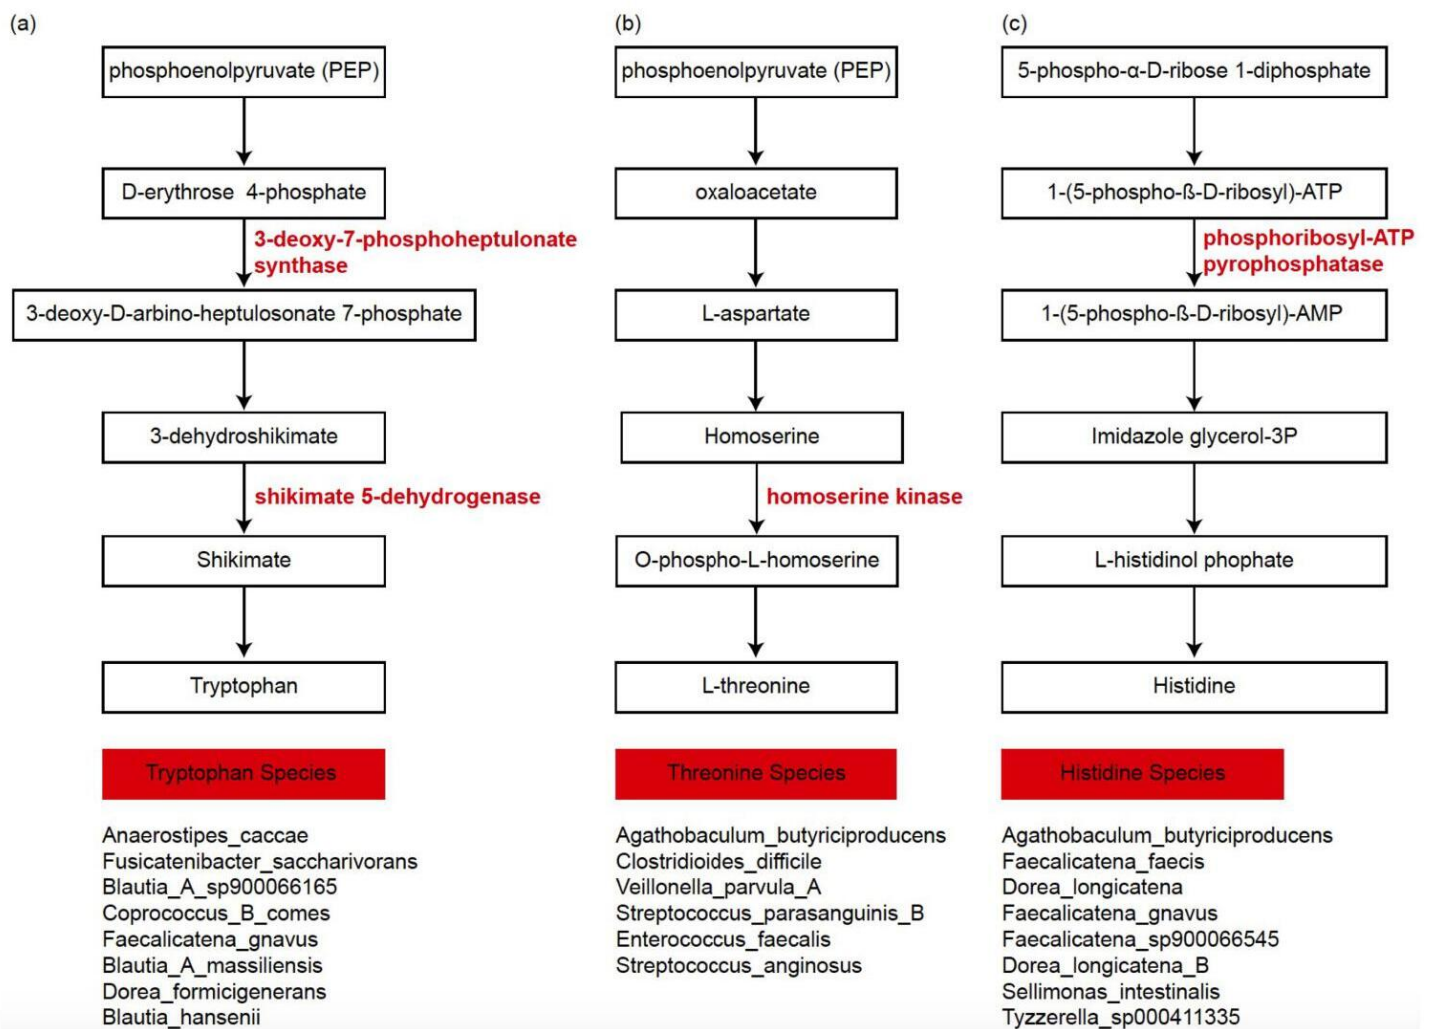 (a)
phosphoenolpyruvate (PEP)
D-erythrose 4-phosphate
3-deoxy-7-phosphoheptulonate
synthase
3-deoxy-D-arbino-heptulosonate 7-phosphate
3-dehydroshikimate
shikimate 5-dehydrogenase
Shikimate
Tryptophan
Tryptophan Species
Anaerostipes_caccae
Fusicatenibacter_saccharivorans
Blautia_A_sp900066165
Coprococcus_B_comes
Faecalicatena_gnavus
Blautia_A_massiliensis
Dorea_formicigenerans
Blautia_hansenii
(b)
phosphoenolpyruvate (PEP)
oxaloacetate
L-aspartate
Homoserine
homoserine kinase
O-phospho-L-homoserine
L-threonine
Threonine Species
Agathobaculum_butyriciproducens
Clostridioides_difficile
Veillonella_parvula_A
Streptococcus_parasanguinis_B
Enterococcus_faecalis
Streptococcus_anginosus
(c)
5-phospho-α-D-ribose 1-diphosphate
1-(5-phospho-ß-D-ribosyl)-ATP
phosphoribosyl-ATP
pyrophosphatase
1-(5-phospho-ß-D-ribosyl)-AMP
Imidazole glycerol-3P
L-histidinol phophate
Histidine
Histidine Species
Agathobaculum_butyriciproducens
Faecalicatena_faecis
Dorea_longicatena
Faecalicatena_gnavus
Faecalicatena_sp900066545
Dorea_longicatena_B
Sellimonas_intestinalis
Tyzzerella_sp000411335